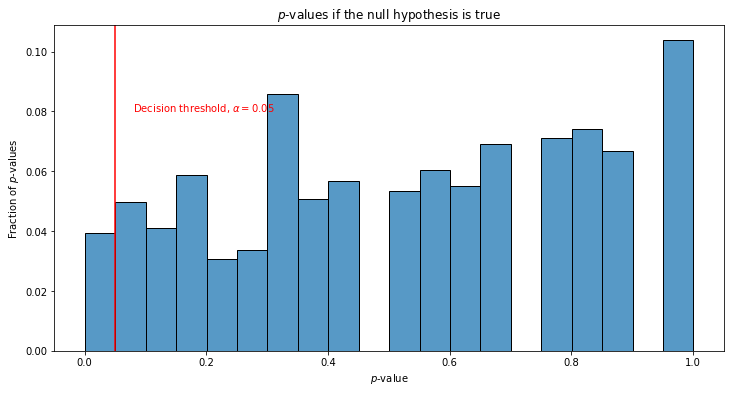 p-values if the null hypothesis is true
0.10
0.08
0.06
0.04
0.02
0.00
Fraction of p-values
Decision threshold, α = 0.05
0.0 0.2 0.4 0.6 0.8 1.0
p-value